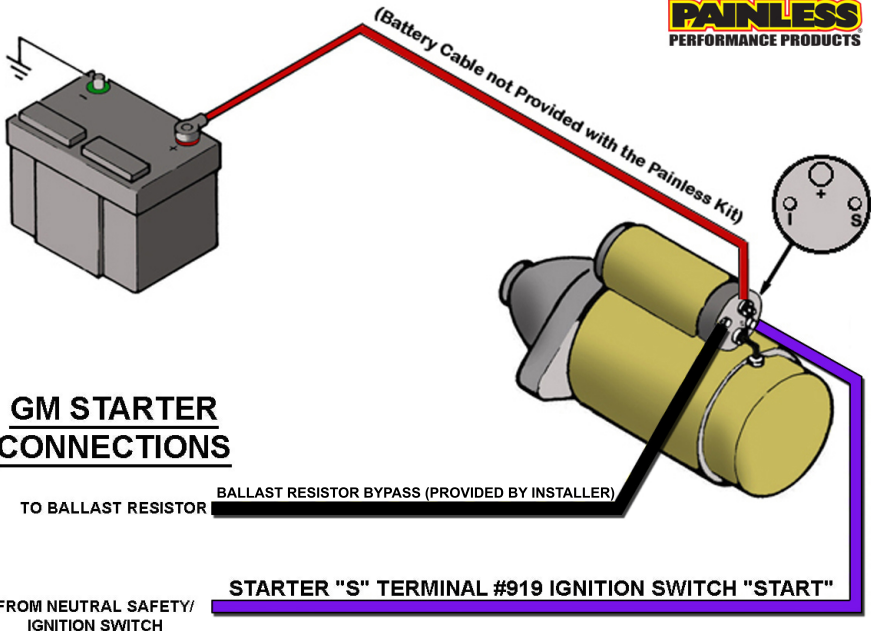 PAINLESS
PERFORMANCE PRODUCTS
(Battery Cable not Provided with the Painless Kit)
-
+
+
I
S
GM STARTER
CONNECTIONS
BALLAST RESISTOR BYPASS (PROVIDED BY INSTALLER)
TO BALLAST RESISTOR
STARTER "S" TERMINAL #919 IGNITION SWITCH "START"
FROM NEUTRAL SAFETY/
IGNITION SWITCH